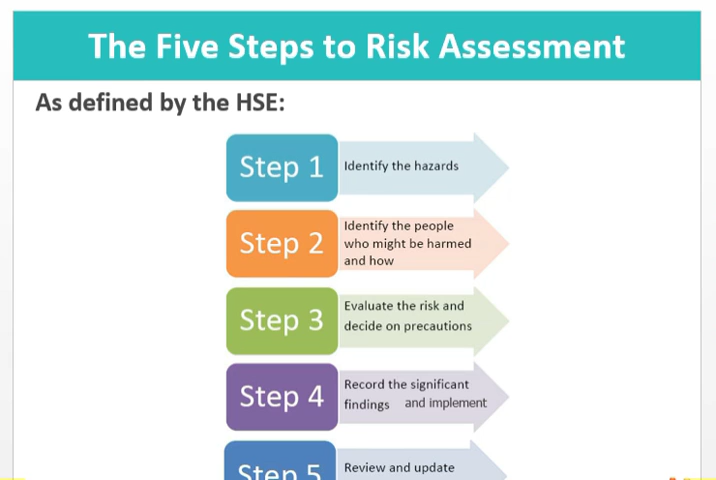 The Five Steps to Risk Assessment
As defined by the HSE:
Step 1
Identify the hazards
Step 2
Identify the people
who might be harmed
and how
Step 3
Evaluate the risk and
decide on precautions
Step 4
Record the significant
findings and implement
Step 5
Review and update